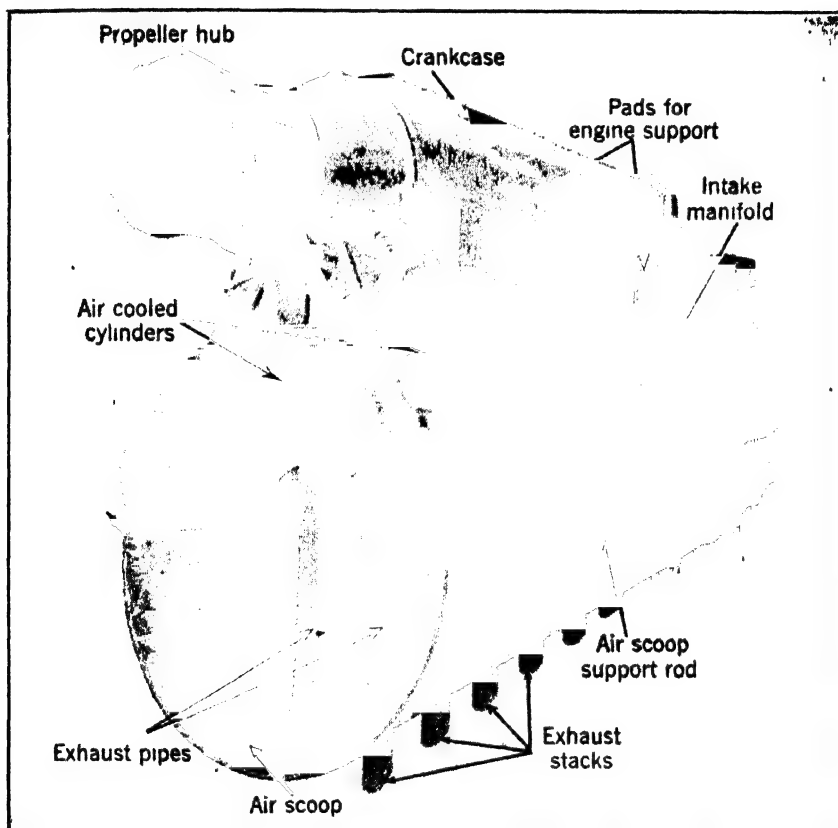 Propeller hub
Crankcase
Pads for
engine support
Intake
manifold
Air cooled
cylinders
Air scoop
support rod
Exhaust
stacks
Exhaust pipes
Air scoop